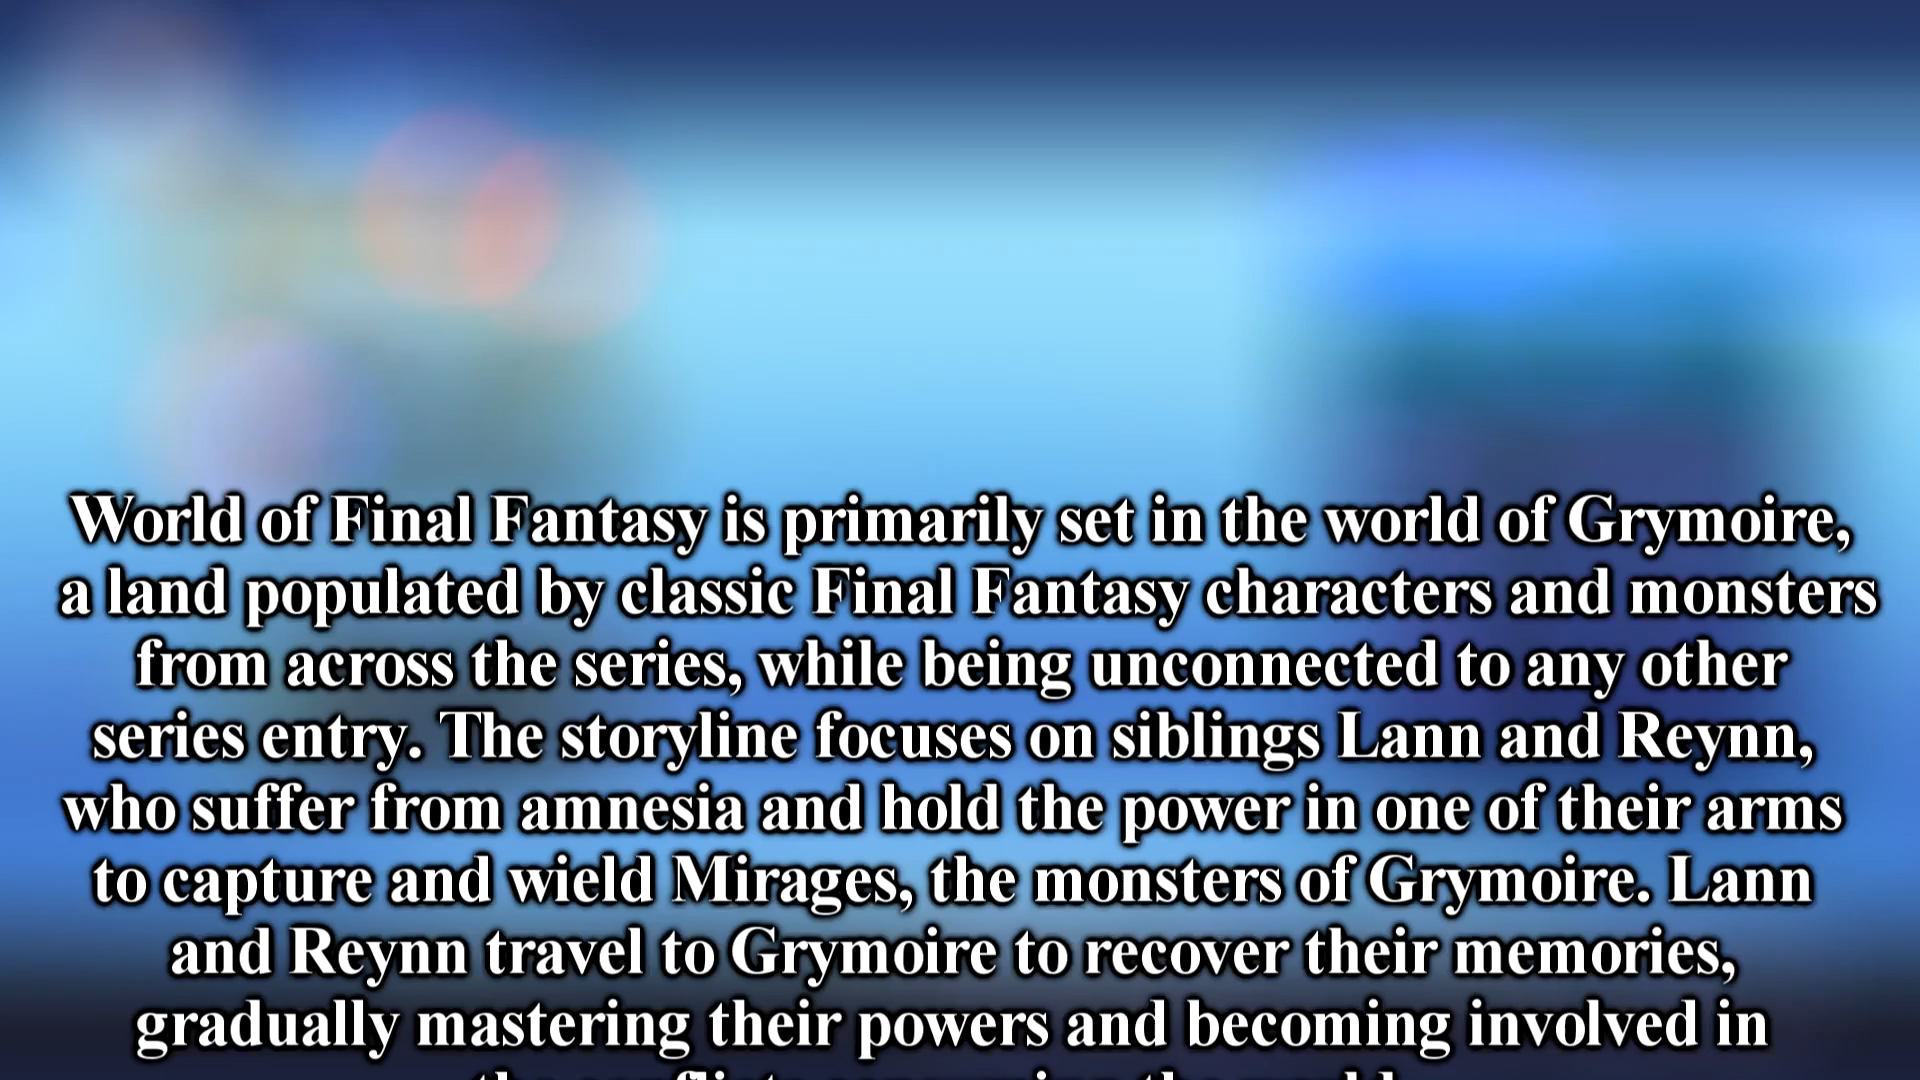 World of Final Fantasy is primarily set in the world of Grymoire,
a land populated by classic Final Fantasy characters and monsters
from across the series, while being unconnected to any other
series entry. The storyline focuses on siblings Lann and Reynn,
who suffer from amnesia and hold the power in one of their arms
to capture and wield Mirages, the monsters of Grymoire. Lann
and Reynn travel to Grymoire to recover their memories,
gradually mastering their powers and becoming involved in